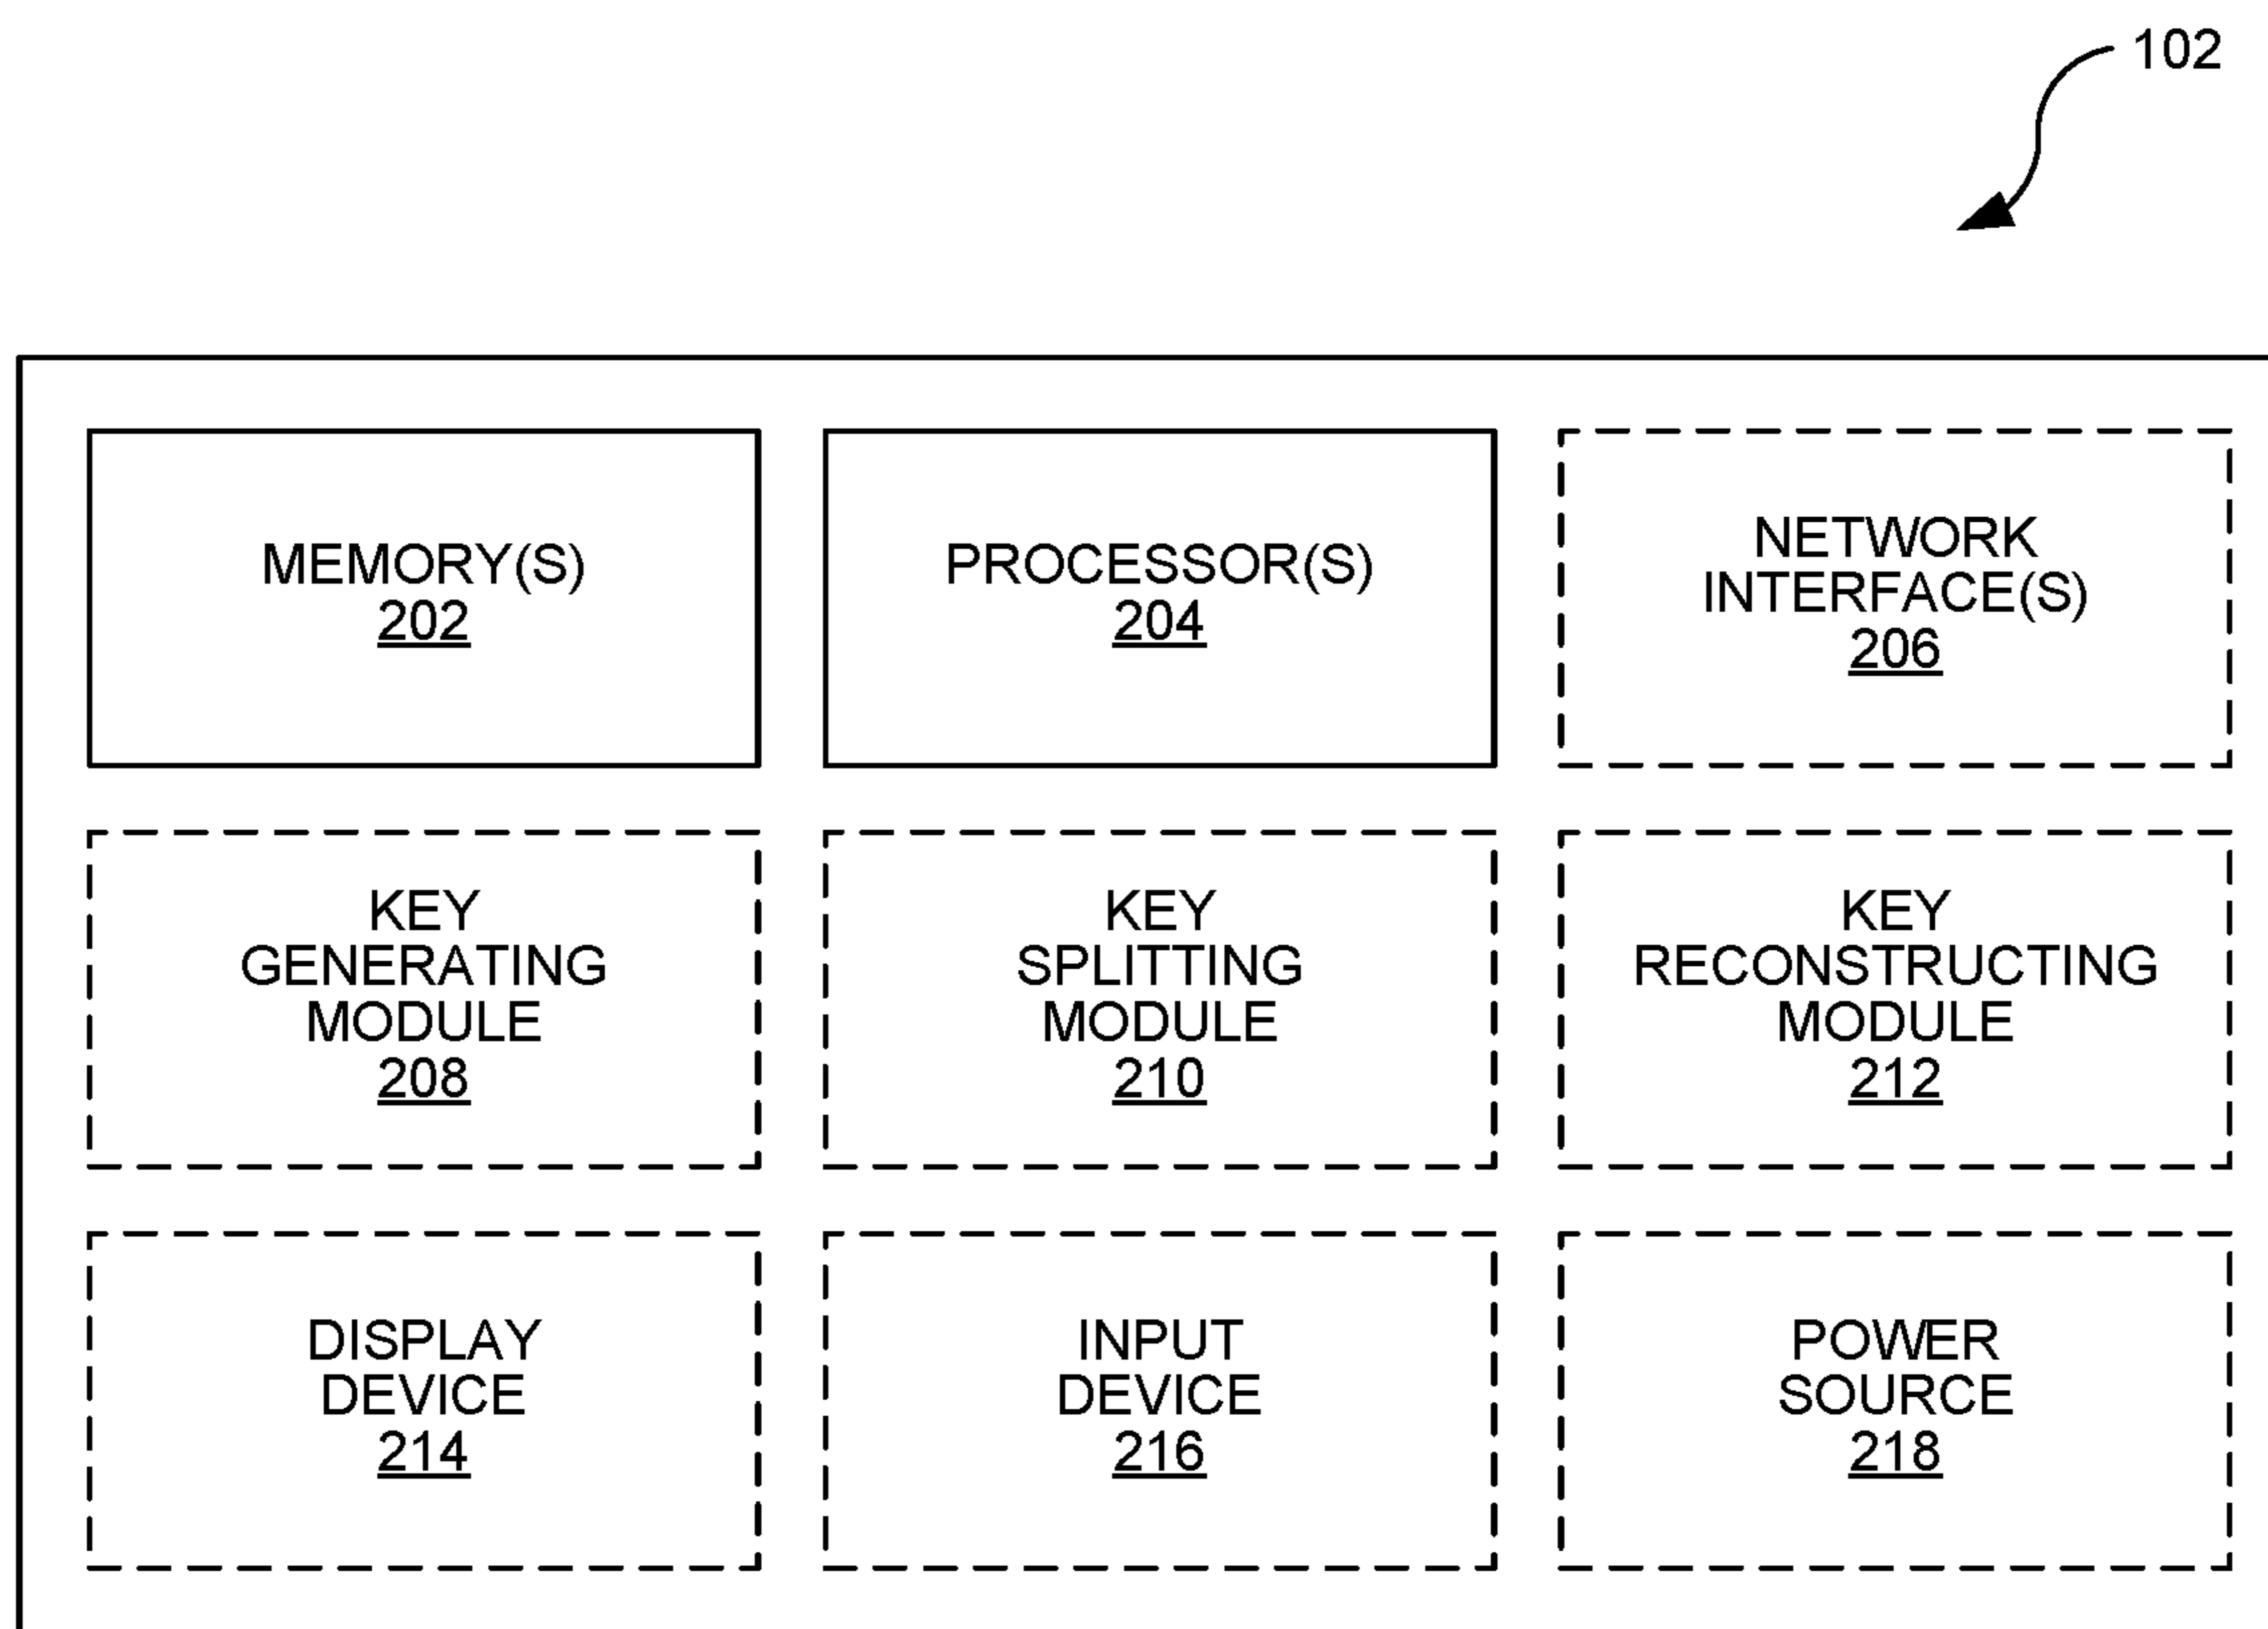 102
MEMORY(S)
202
PROCESSOR(S)
204
NETWORK
INTERFACE(S)
206
KEY
GENERATING
MODULE
208
KEY
SPLITTING
MODULE
210
KEY
RECONSTRUCTING
MODULE
212
DISPLAY
DEVICE
214
INPUT
DEVICE
216
POWER
SOURCE
218